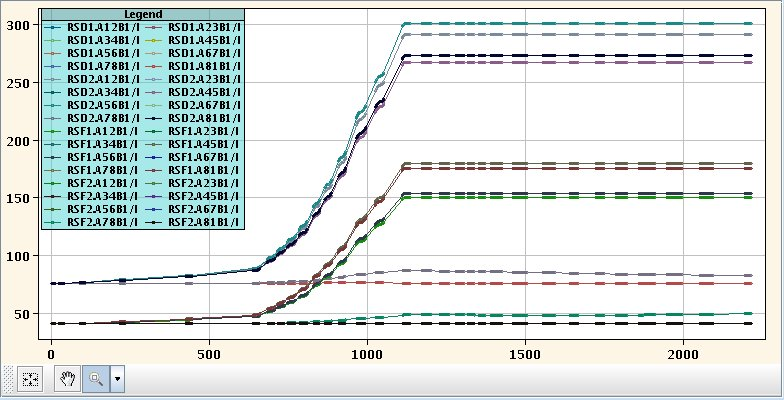 Legend
RSD1.A12B1/I RSD1.A23B1/I
RSD1.A34B1/I RSD1.A45B1/I
RSD1.A56B1/I RSD1.A67B1/I
RSD1.A78B1/I RSD1.A81B1/I
RSD2.A12B1/I RSD2.A23B1/I
RSD2.A34B1/I RSD2.A45B1/I
RSD2.A56B1/I RSD2.A67B1/I
RSD2.A78B1/I RSD2.A81B1/I
RSF1.A12B1/I RSF1.A23B1/I
RSF1.A34B1/I RSF1.A45B1/I
RSF1.A56B1/I RSF1.A67B1/I
RSF1.A78B1/I RSF1.A81B1/I
RSF2.A12B1/I RSF2.A23B1/I
RSF2.A34B1/I RSF2.A45B1/I
RSF2.A56B1/I RSF2.A67B1/I
RSF2.A78B1/I RSF2.A81B1/I
300
250
200
150
100
50
0 500 1000 1500 2000